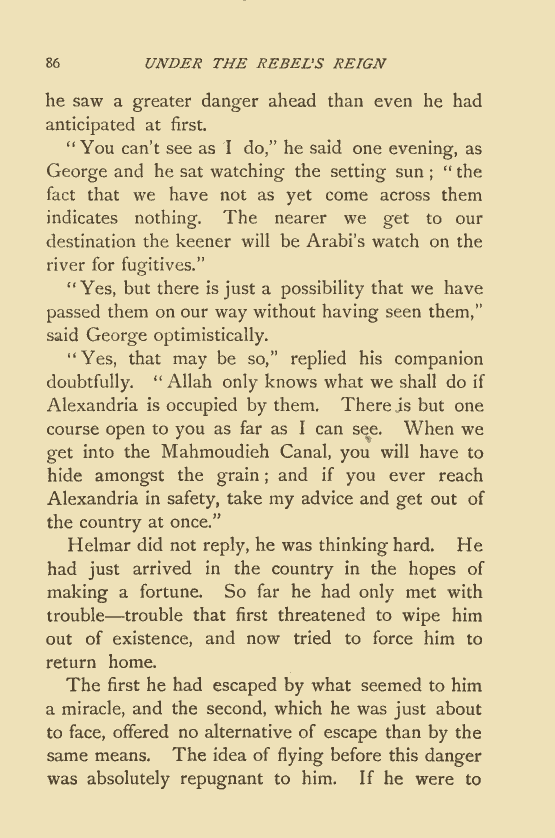 86 UNDER THE REBEL'S REIGN
he saw a greater danger ahead than even he had
anticipated at first.
"You can't see as I do," he said one evening, as
George and he sat watching the setting sun; "the
fact that we have not as yet come across them
indicates nothing. The nearer we get to our
destination the keener will be Arabi's watch on the
river for fugitives."
"Yes, but there is just a possibility that we have
passed them on our way without having seen them,"
said George optimistically.
"Yes, that may be so," replied his companion
doubtfully. "Allah only knows what we shall do if
Alexandria is occupied by them. There is but one
course open to you as far as I can see. When we
get into the Mahmoudieh Canal, you will have to
hide amongst the grain; and if you ever reach
Alexandria in safety, take my advice and get out of
the country at once."
Helmar did not reply, he was thinking hard. He
had just arrived in the country in the hopes of
making a fortune. So far he had only met with
trouble—trouble that first threatened to wipe him
out of existence, and now tried to force him to
return home.
The first he had escaped by what seemed to him
a miracle, and the second, which he was just about
to face, offered no alternative of escape than by the
same means. The idea of flying before this danger
was absolutely repugnant to him. If he were to